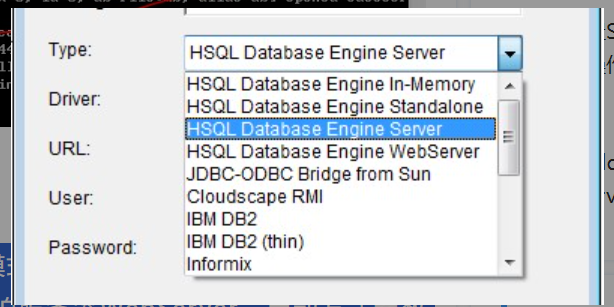 Type:
HSQL Database Engine Server
HSQL Database Engine In-Memory
HSQL Database Engine Standalone
Driver:
HSQL Database Engine Server
URL:
HSQL Database Engine WebServer
JDBC-ODBC Bridge from Sun
User:
Cloudscape RMI
IBM DB2
Password:
IBM DB2 (thin)
Informix